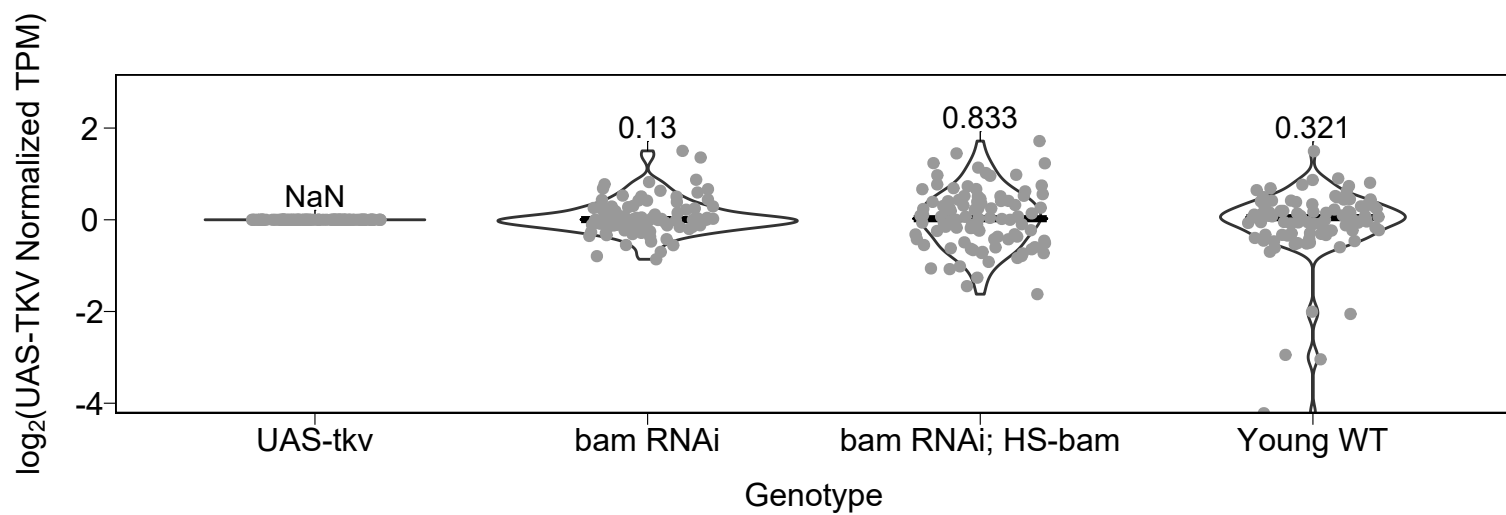 log2(UAS-TKV Normalized TPM)
2
0
-2
-4
NaN
0.13
0.833
0.321
UAS-tkv
bam RNAi
bam RNAi; HS-bam
Young WT
Genotype